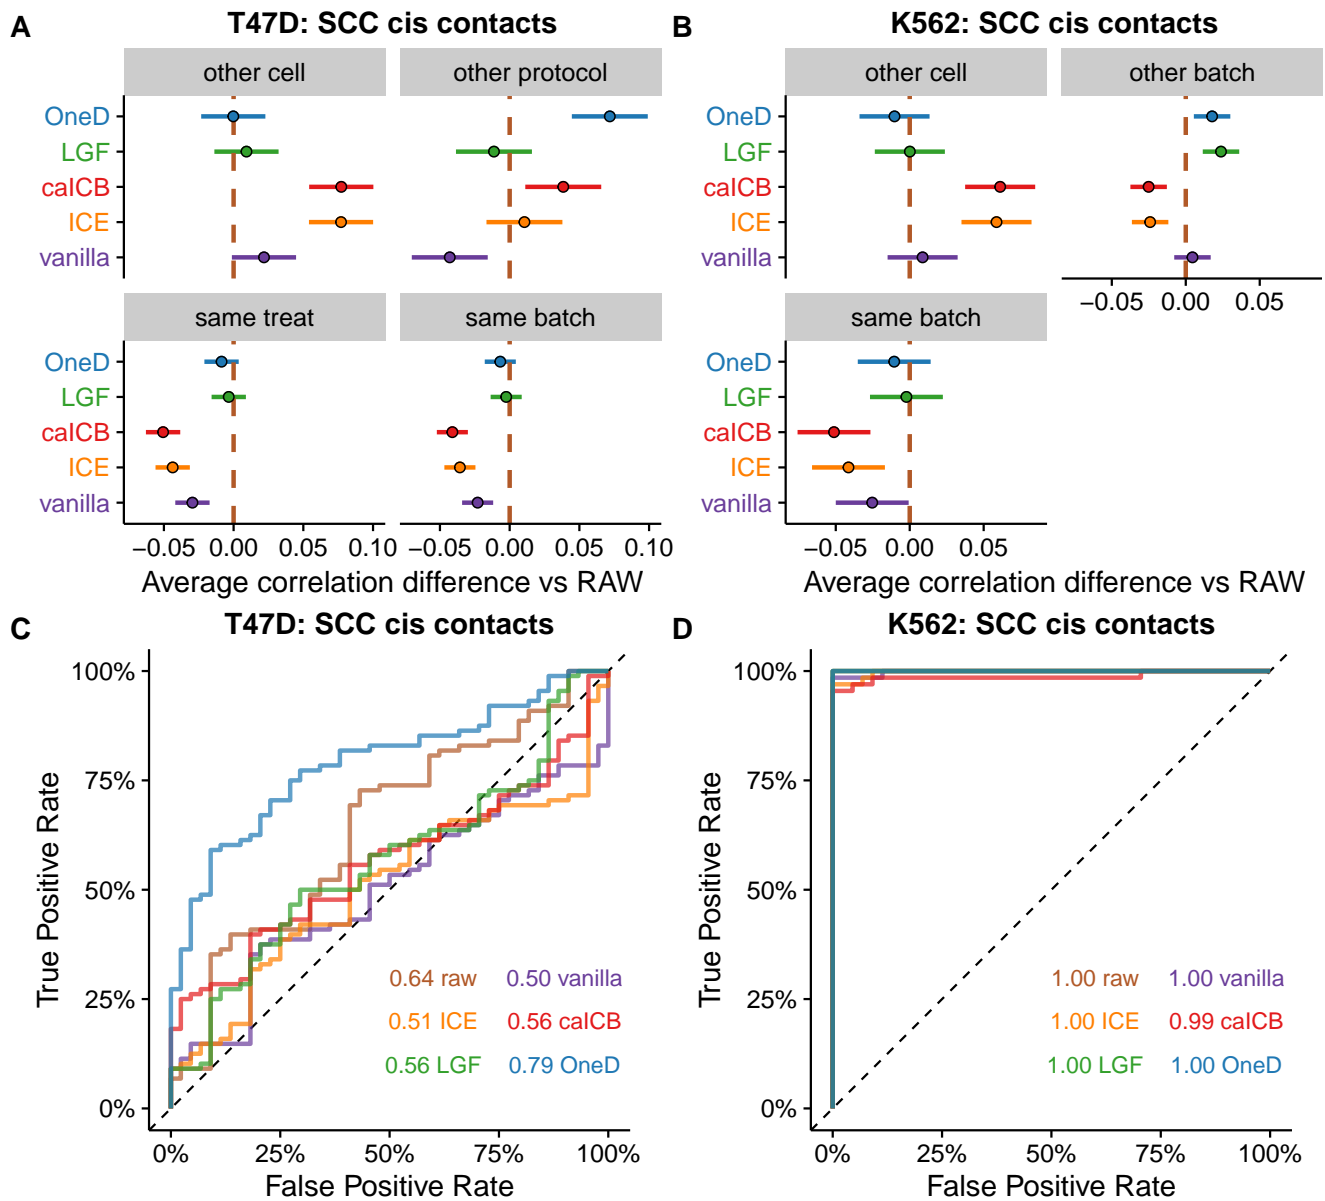 A
T47D: SCC cis contacts
other cell
other protocol
OneD
LGF
caICB
ICE
vanilla
same treat
same batch
OneD
LGF
caICB
ICE
vanilla
−0.05 0.00 0.05 0.10
−0.05 0.00 0.05 0.10
Average correlation difference vs RAW
B
K562: SCC cis contacts
other cell
other batch
OneD
LGF
caICB
ICE
vanilla
−0.05 0.00 0.05
same batch
OneD
LGF
caICB
ICE
vanilla
−0.05 0.00 0.05
Average correlation difference vs RAW
C
T47D: SCC cis contacts
True Positive Rate
100%
75%
50%
25%
0%
0.64 raw 0.50 vanilla
0.51 ICE 0.56 caICB
0.56 LGF 0.79 OneD
0% 25% 50% 75% 100%
False Positive Rate
D
K562: SCC cis contacts
True Positive Rate
100%
75%
50%
25%
0%
1.00 raw 1.00 vanilla
1.00 ICE 0.99 caICB
1.00 LGF 1.00 OneD
0% 25% 50% 75% 100%
False Positive Rate